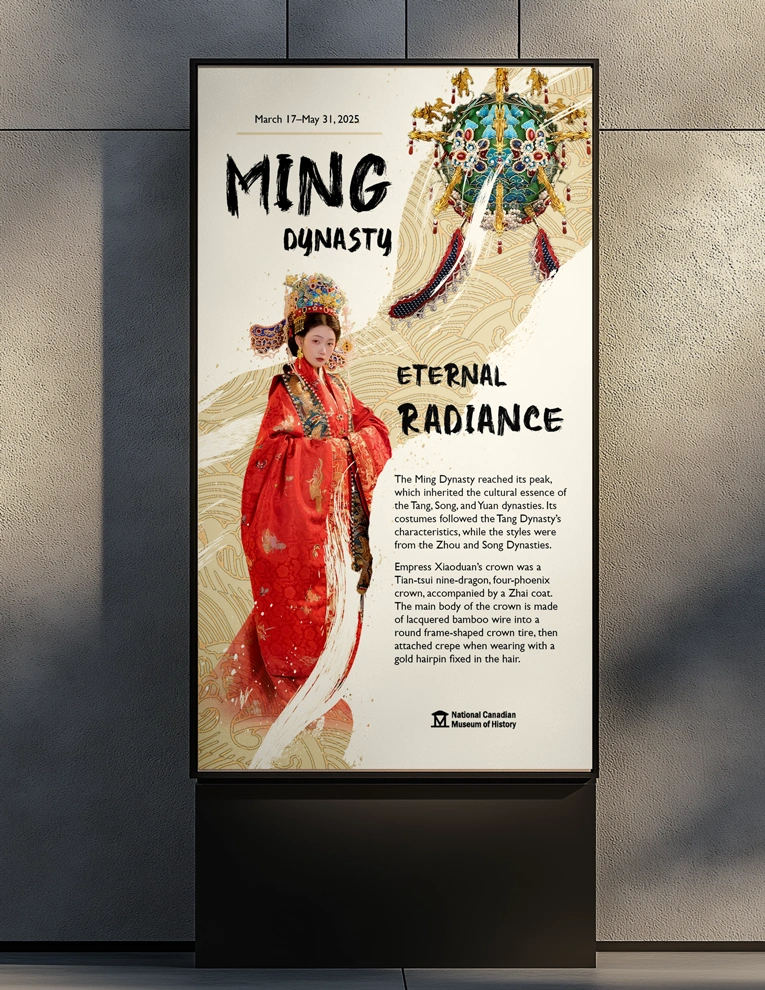 March 17–May 31, 2025
MING
DYNASTY
ETERNAL
RADIANCE
The Ming Dynasty reached its peak,
which inherited the cultural essence of
the Tang, Song, and Yuan dynasties. Its
costumes followed the Tang Dynasty's
characteristics, while the styles were
from the Zhou and Song Dynasties.
Empress Xiaoduan's crown was a
Tian-tsui nine-dragon, four-phoenix
crown, accompanied by a Zhai coat.
The main body of the crown is made
of lacquered bamboo wire into a
round frame-shaped crown tire, then
attached crepe when wearing with a
gold hairpin fixed in the hair.
National Canadian
Museum of History